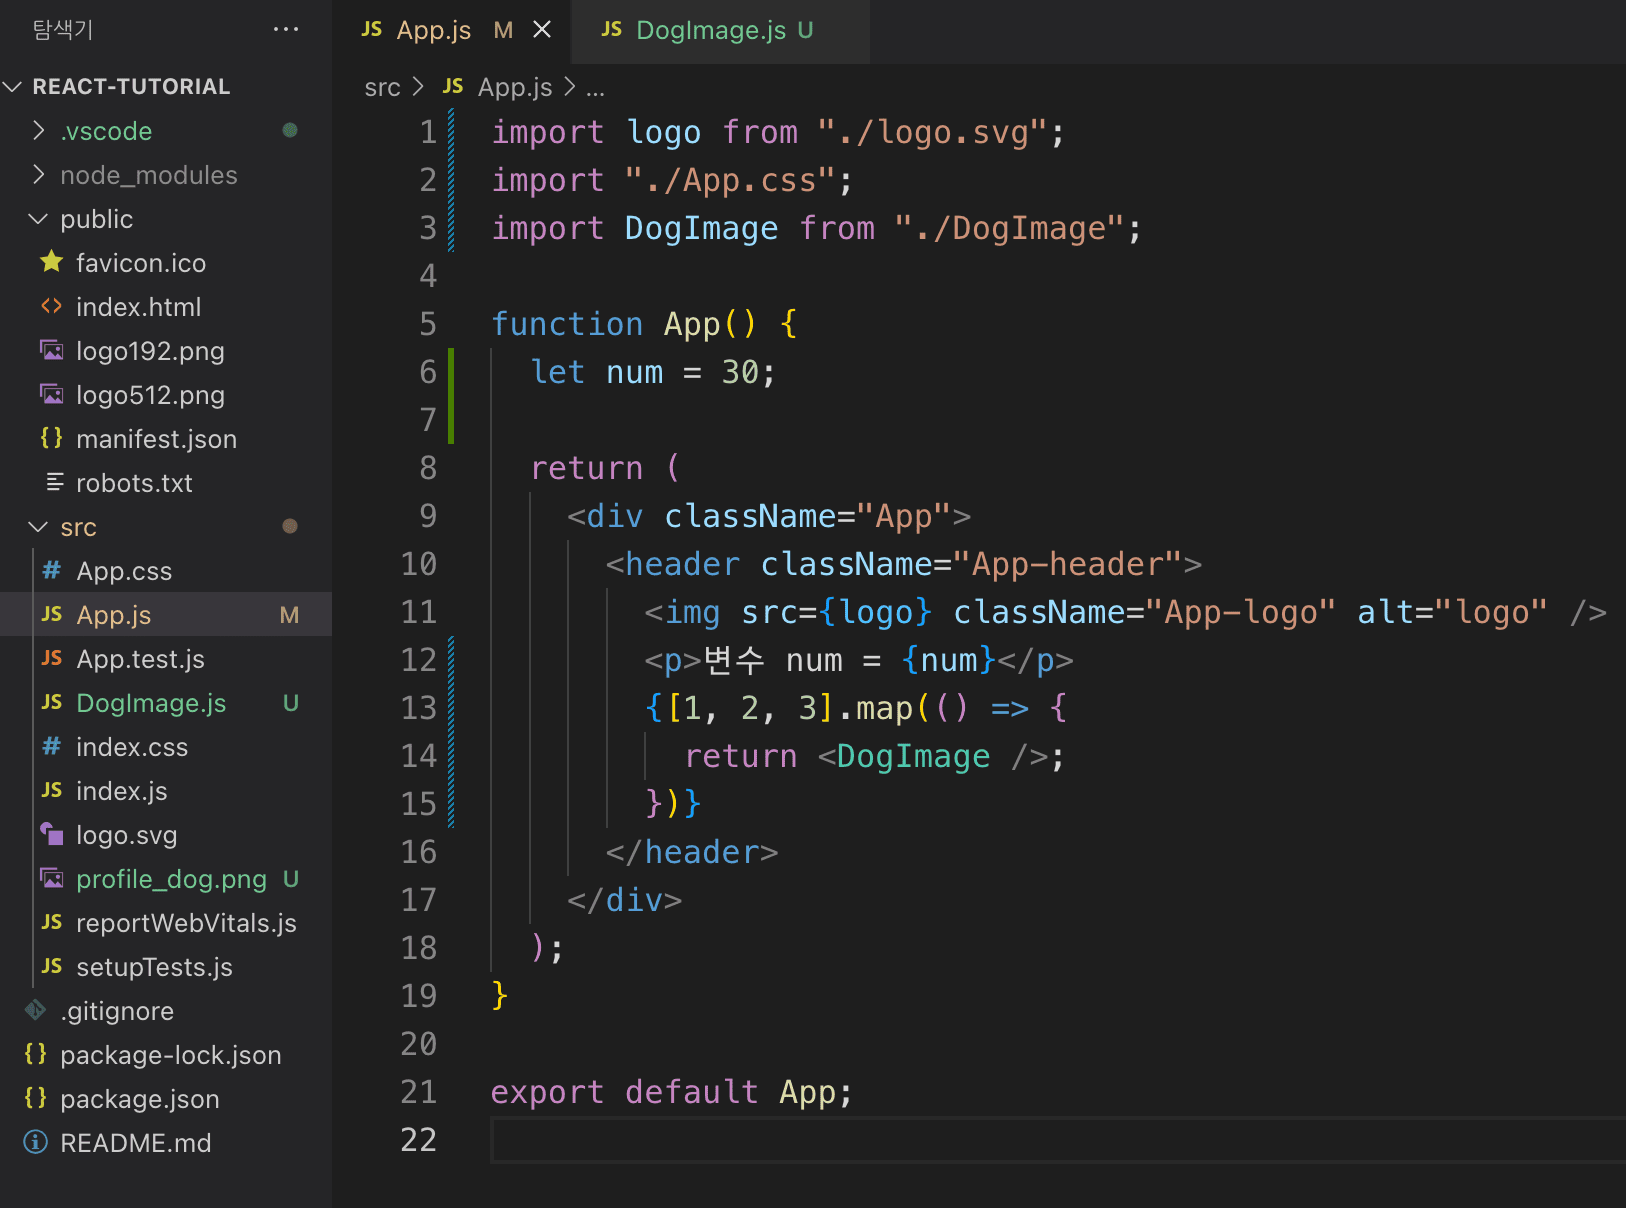 탐색기 ...
REACT-TUTORIAL
.vscode
node_modules
public
favicon.ico
index.html
logo192.png
logo512.png
manifest.json
robots.txt
src
App.css
App.js M
App.test.js
DogImage.js U
index.css
index.js
logo.svg
profile_dog.png U
reportWebVitals.js
setupTests.js
.gitignore
package-lock.json
package.json
README.md
JS App.js M JS DogImage.js U
src > JS App.js > ...
1 import logo from "./logo.svg";
2 import "./App.css";
3 import DogImage from "./DogImage";
4
5 function App() {
6   let num = 30;
7
8   return (
9     <div className="App">
10       <header className="App-header">
11         <img src={logo} className="App-logo" alt="logo" />
12         <p>변수 num = {num}</p>
13         {[1, 2, 3].map(() => {
14           return <DogImage />;
15         })}
16       </header>
17     </div>
18   );
19 }
20
21 export default App;
22